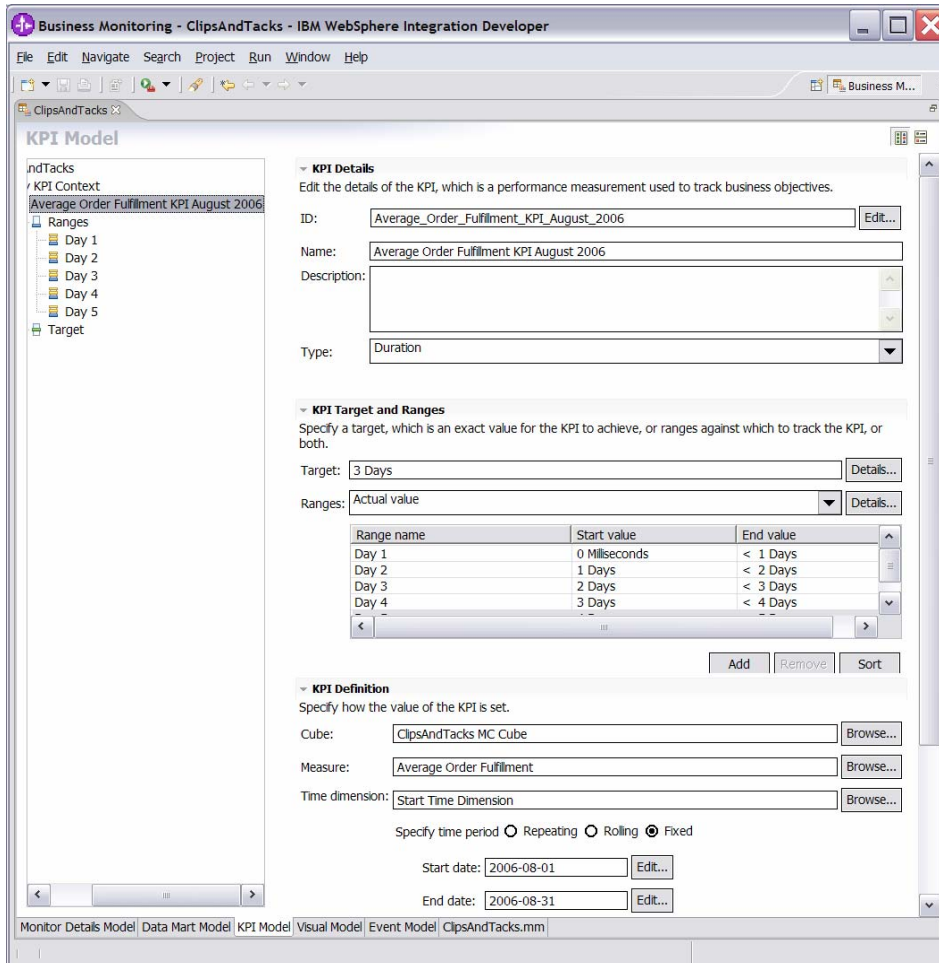 Business Monitoring - ClipsAndTacks - IBM WebSphere Integration Developer
File Edit Navigate Search Project Run Window Help
Business M...
ClipsAndTacks
KPI Model
ndTacks
KPI Context
Average Order Fulfillment KPI August 2006
Ranges
Day 1
Day 2
Day 3
Day 4
Day 5
Target
KPI Details
Edit the details of the KPI, which is a performance measurement used to track business objectives.
ID: Average_Order_Fulfillment_KPI_August_2006 Edit...
Name: Average Order Fulfillment KPI August 2006
Description:
Type: Duration
KPI Target and Ranges
Specify a target, which is an exact value for the KPI to achieve, or ranges against which to track the KPI, or
both.
Target: 3 Days Details...
Ranges: Actual value Details...
Range name Start value End value
Day 1 0 Milliseconds < 1 Days
Day 2 1 Days < 2 Days
Day 3 2 Days < 3 Days
Day 4 3 Days < 4 Days
Add Remove Sort
KPI Definition
Specify how the value of the KPI is set.
Cube: ClipsAndTacks MC Cube Browse...
Measure: Average Order Fulfillment Browse...
Time dimension: Start Time Dimension Browse...
Specify time period Repeating Rolling Fixed
Start date: 2006-08-01 Edit...
End date: 2006-08-31 Edit...
Monitor Details Model Data Mart Model KPI Model Visual Model Event Model ClipsAndTacks.mm